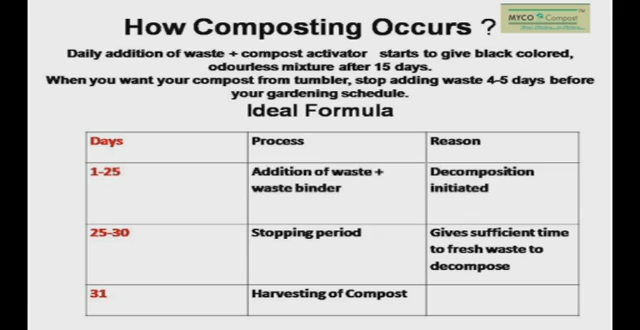 How Composting Occurs ?
MYCO Compost
TM
Daily addition of waste + compost activator starts to give black colored,
odourless mixture after 15 days.
When you want your compost from tumbler, stop adding waste 4-5 days before
your gardening schedule.
Ideal Formula
Days Process Reason
1-25 Addition of waste + Decomposition
waste binder initiated
25-30 Stopping period Gives sufficient time
to fresh waste to
decompose
31 Harvesting of Compost